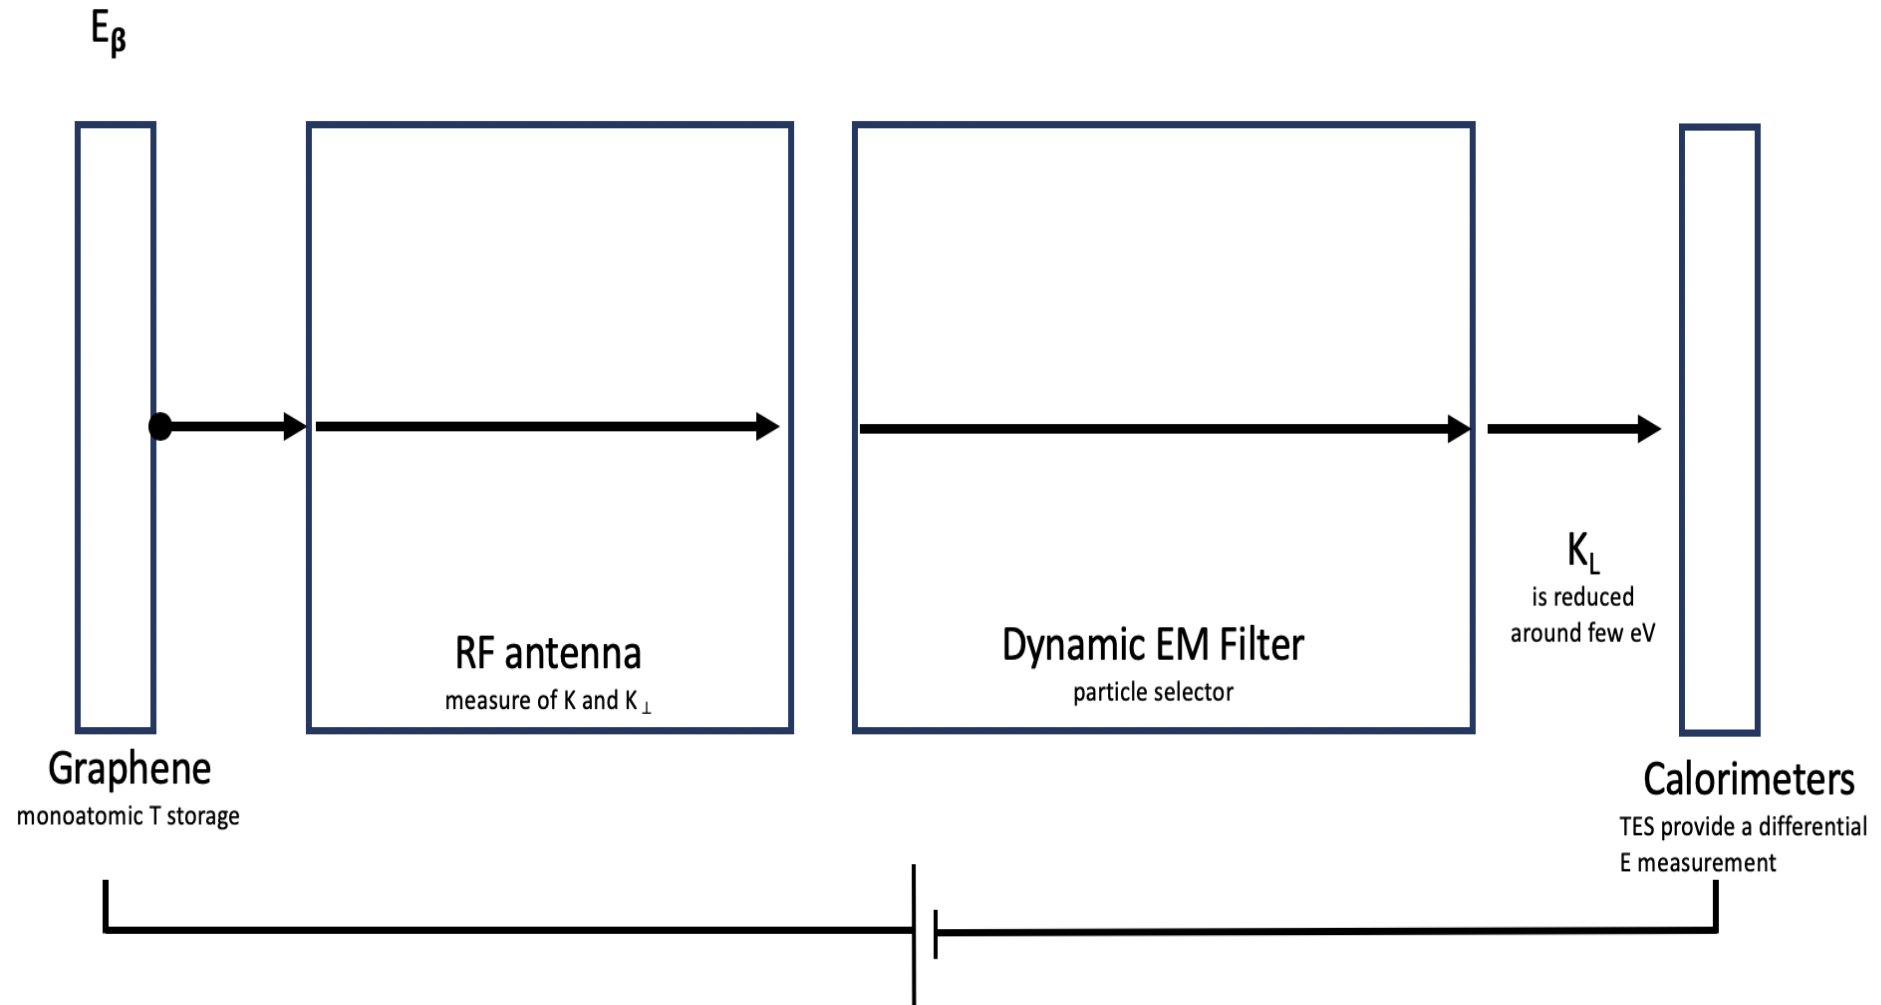 Eβ
RF antenna
measure of K and K⊥
Dynamic EM Filter
particle selector
KL
is reduced
around few eV
Graphene
monoatomic T storage
Calorimeters
TES provide a differential
E measurement